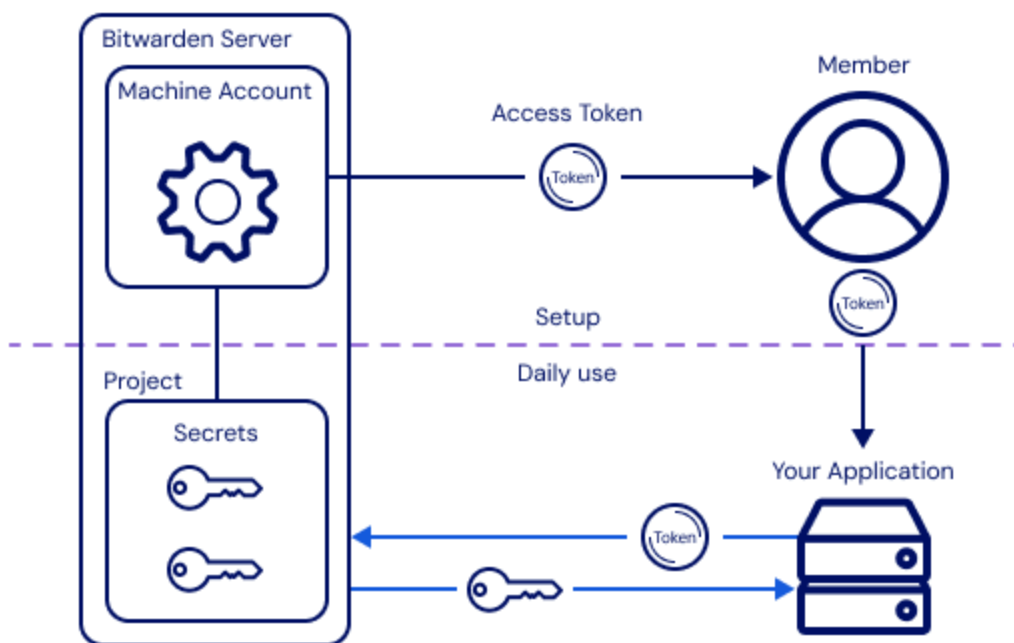 Bitwarden Server
Member
Machine Account
Access Token
Token
Token
Setup
Daily use
Project
Secrets
Your Application
Token